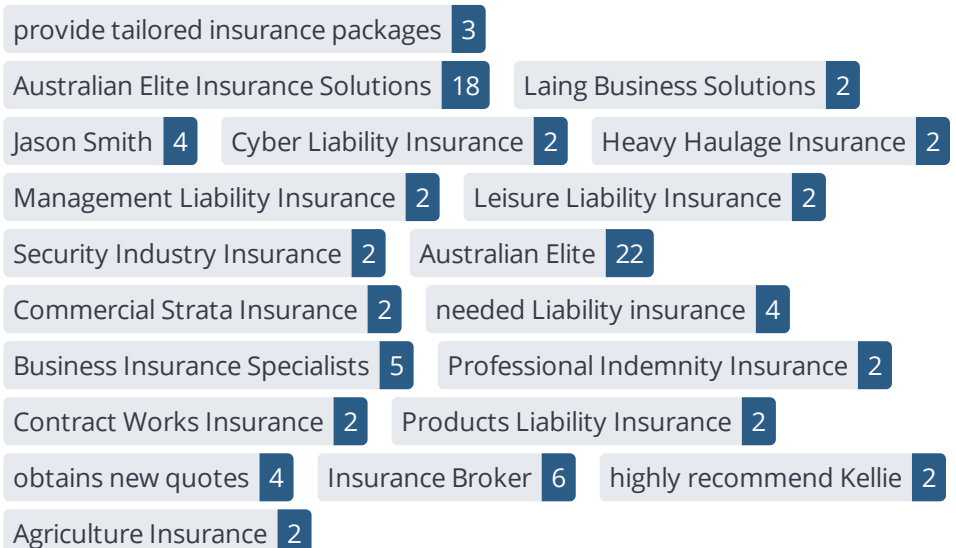 provide tailored insurance packages 3
Australian Elite Insurance Solutions 18 Laing Business Solutions 2
Jason Smith 4 Cyber Liability Insurance 2 Heavy Haulage Insurance 2
Management Liability Insurance 2 Leisure Liability Insurance 2
Security Industry Insurance 2 Australian Elite 22
Commercial Strata Insurance 2 needed Liability insurance 4
Business Insurance Specialists 5 Professional Indemnity Insurance 2
Contract Works Insurance 2 Products Liability Insurance 2
obtains new quotes 4 Insurance Broker 6 highly recommend Kellie 2
Agriculture Insurance 2